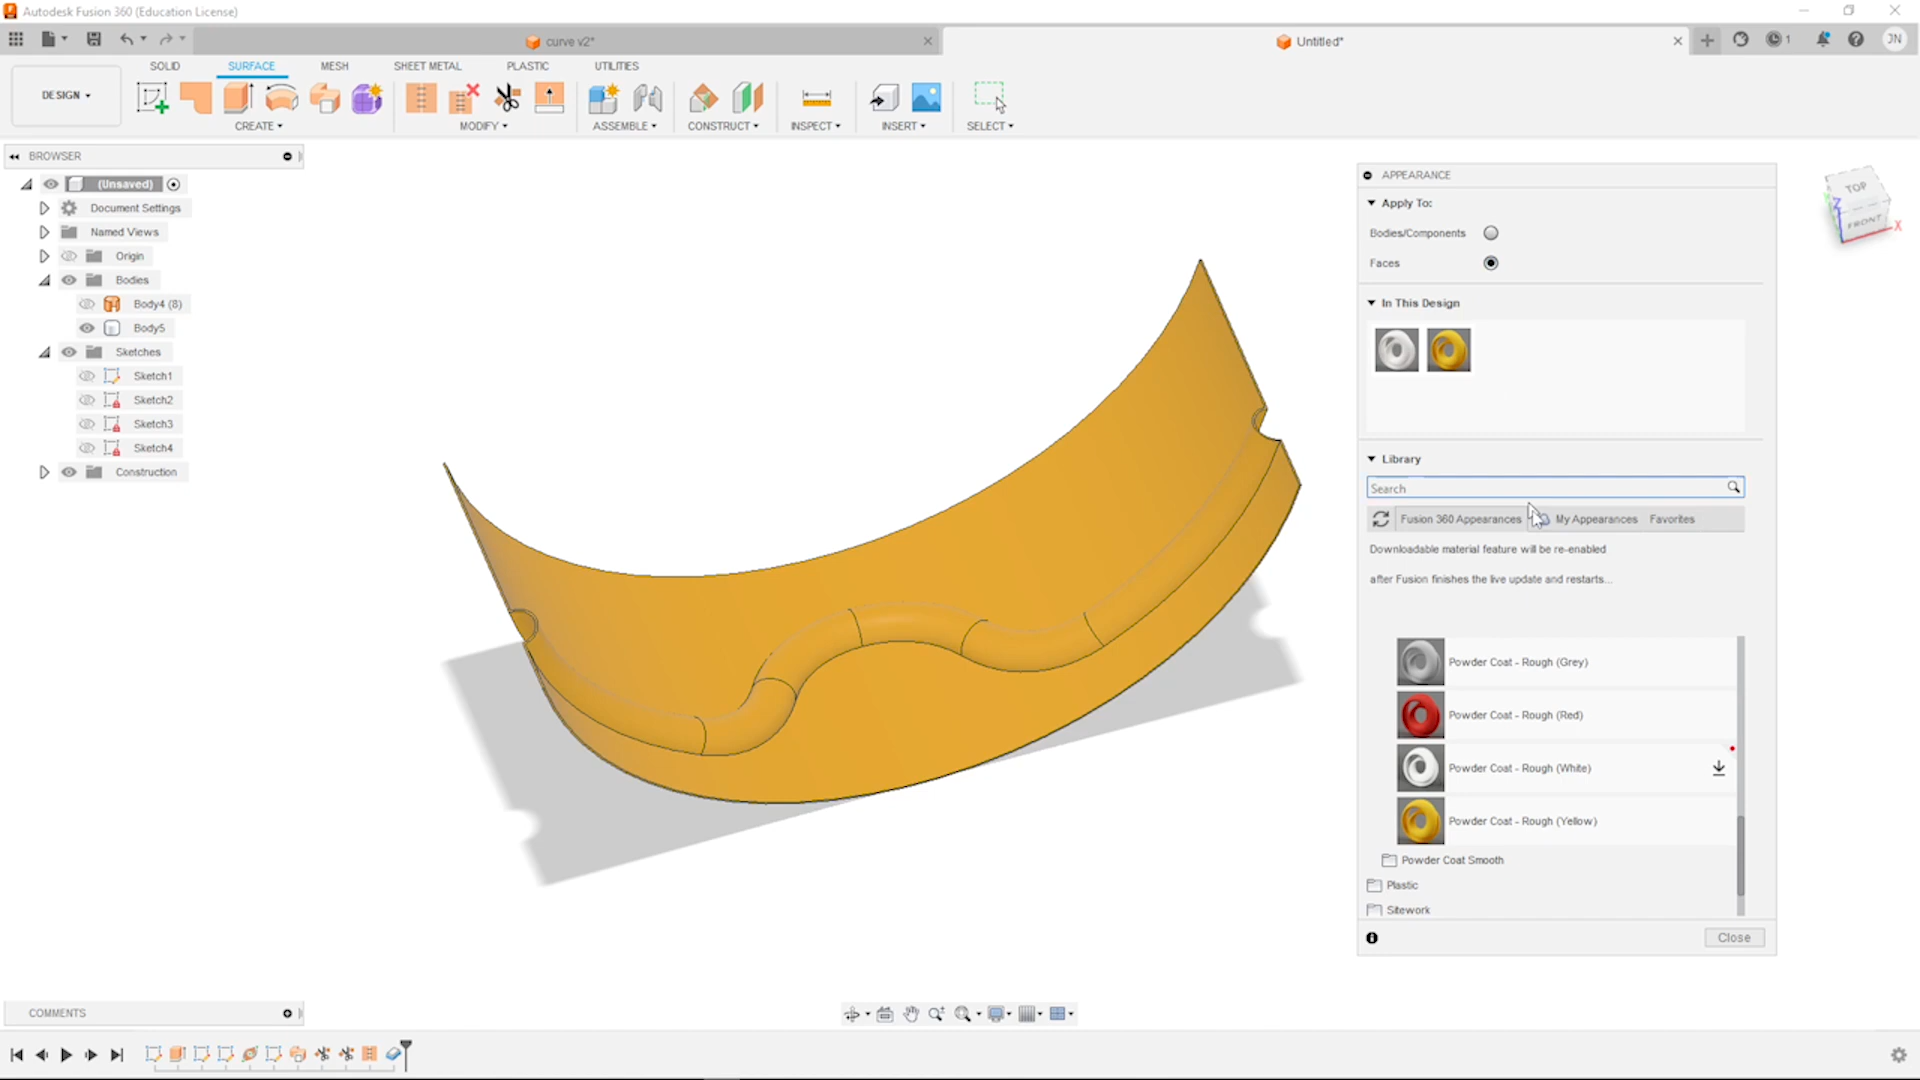 Autodesk Fusion 360 (Education License)
curve v2*
Untitled*
1
JN
DESIGN
SOLID
SURFACE
MESH
SHEET METAL
PLASTIC
UTILITIES
CREATE
MODIFY
ASSEMBLE
CONSTRUCT
INSPECT
INSERT
SELECT
BROWSER
(Unsaved)
Document Settings
Named Views
Origin
Bodies
Body4 (8)
Body5
Sketches
Sketch1
Sketch2
Sketch3
Sketch4
Construction
APPEARANCE
Apply To:
Bodies/Components
Faces
In This Design
Library
Search
Fusion 360 Appearances
My Appearances
Favorites
Downloadable material feature will be re-enabled
after Fusion finishes the live update and restarts...
Powder Coat - Rough (Grey)
Powder Coat - Rough (Red)
Powder Coat - Rough (White)
Powder Coat - Rough (Yellow)
Powder Coat Smooth
Plastic
Sitework
Close
TOP
FRONT
Z
X
COMMENTS